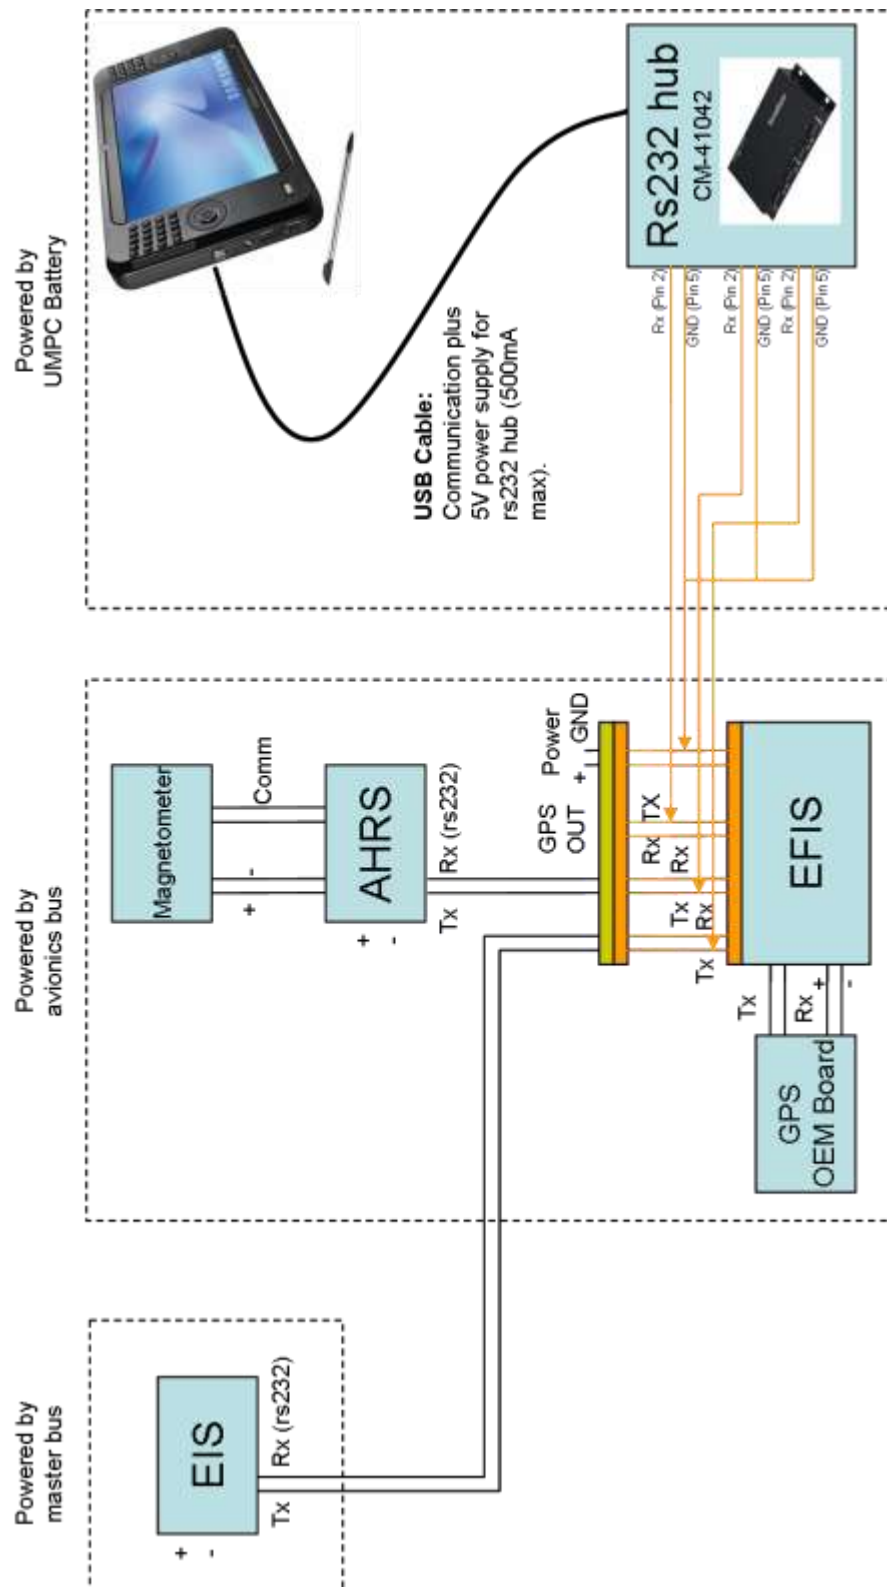 Powered by
UMPC Battery
Rs232 hub
CM-41042
Rx (Pin 2)
GND (Pin 5)
Rx (Pin 2)
GND (Pin 5)
Rx (Pin 2)
GND (Pin 5)
USB Cable:
Communication plus
5V power supply for
rs232 hub (500mA
max).
Powered by
avionics bus
Magnetometer
Comm
+ -
AHRS
+ -
Tx
Rx (rs232)
GPS
OUT
Power
+ GND
Rx TX
Tx Rx
Tx Rx
EFIS
Tx
Rx
+ -
GPS
OEM Board
Powered by
master bus
EIS
+ -
Tx
Rx (rs232)